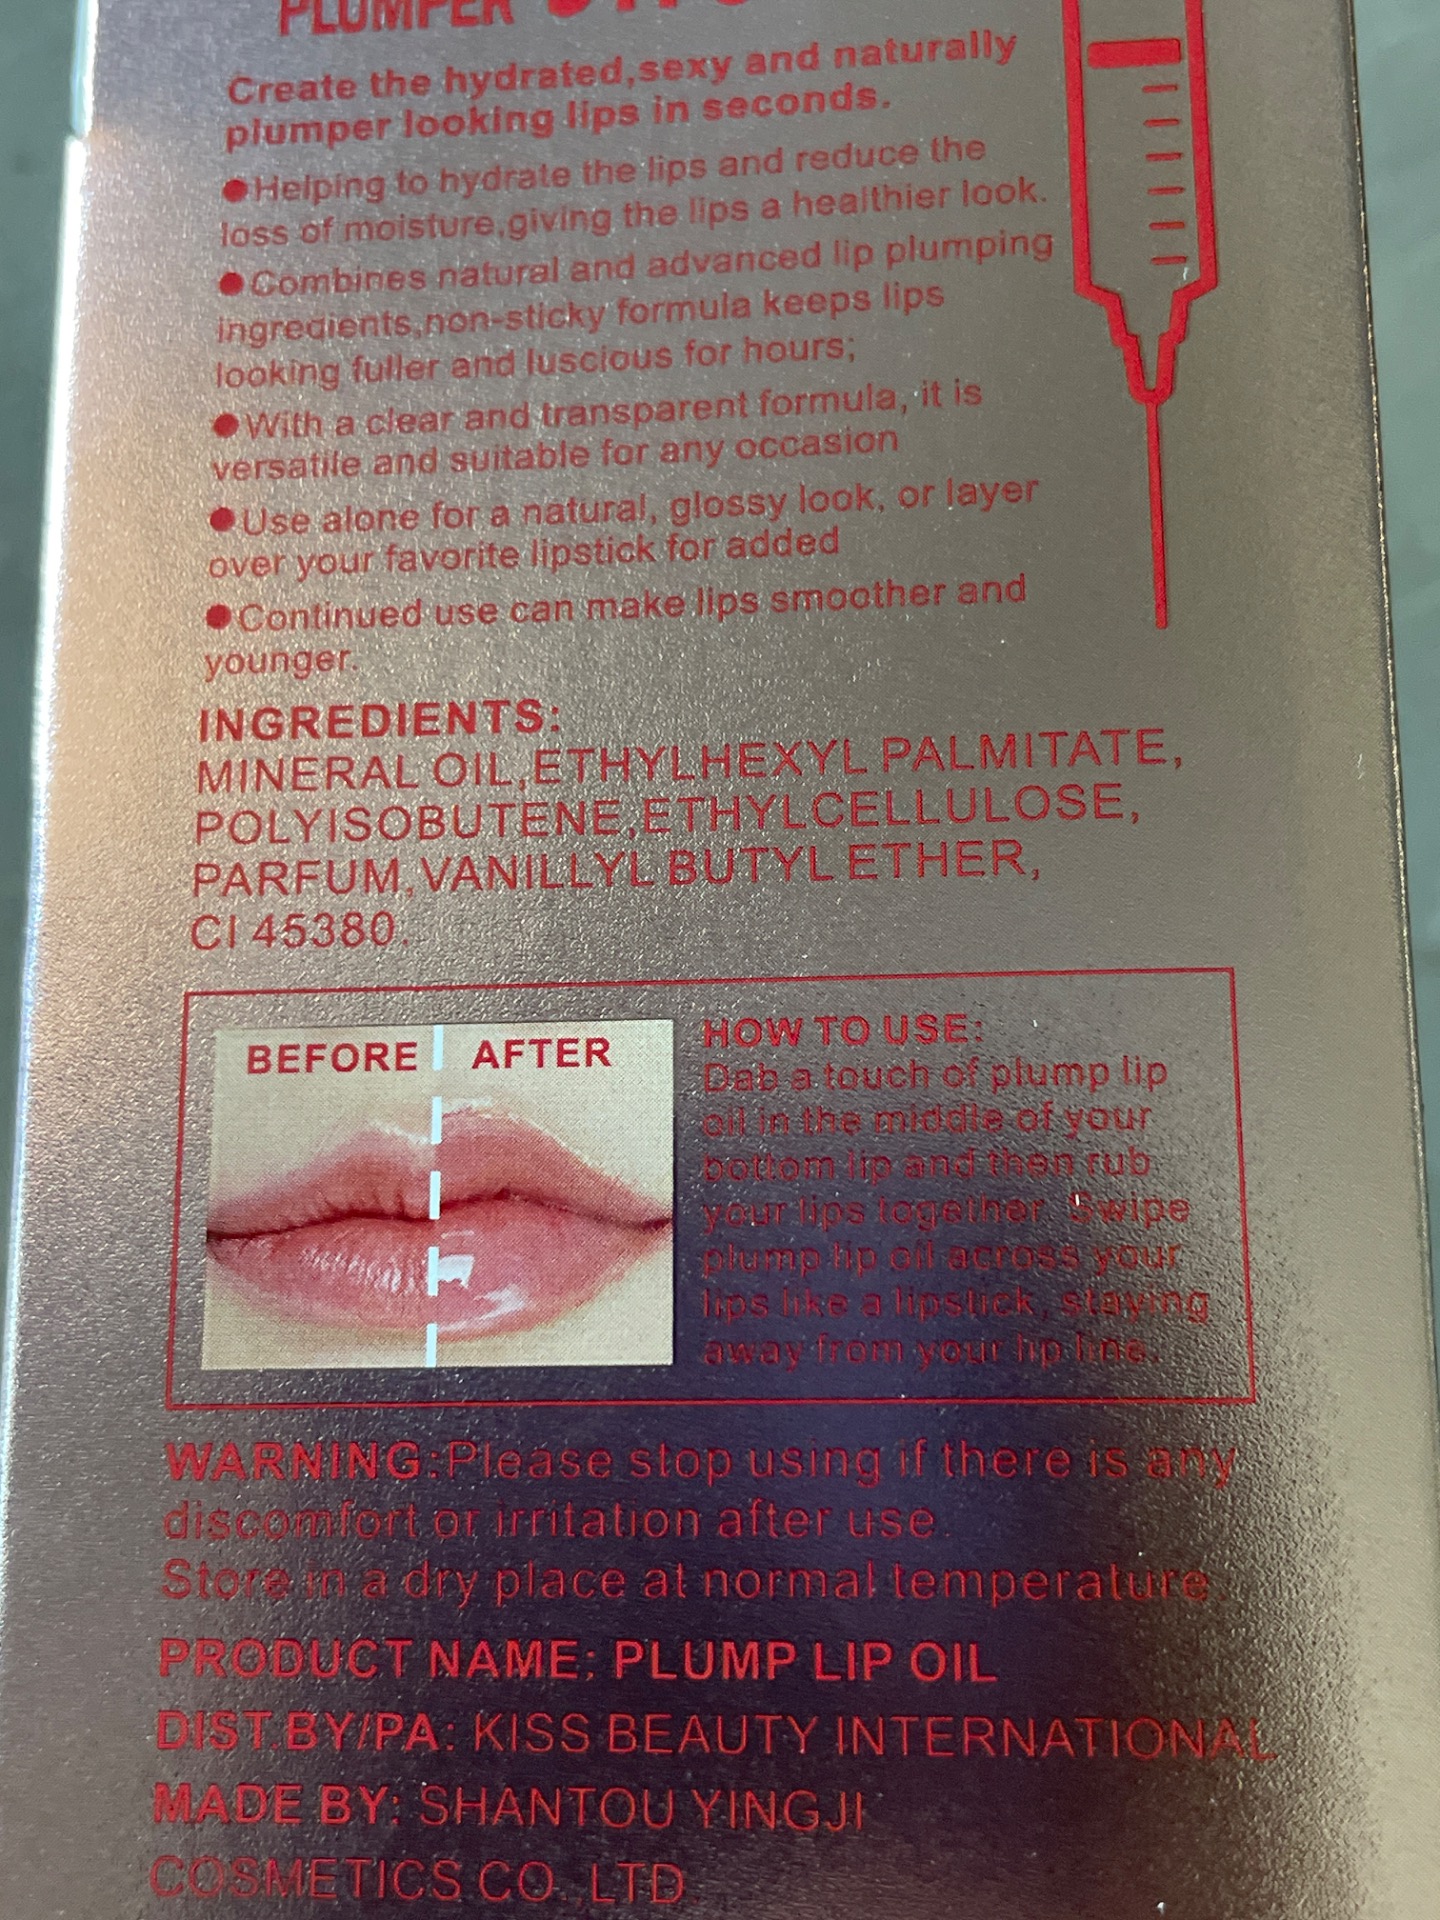 PLUMPER
Create the hydrated,sexy and naturally
plumper looking lips in seconds.
●Helping to hydrate the lips and reduce the
loss of moisture,giving the lips a healthier look.
●Combines natural and advanced lip plumping
ingredients,non-sticky formula keeps lips
looking fuller and luscious for hours;
●With a clear and transparent formula, it is
versatile and suitable for any occasion
●Use alone for a natural, glossy look, or layer
over your favorite lipstick for added
●Continued use can make lips smoother and
younger.
INGREDIENTS:
MINERAL OIL,ETHYLHEXYL PALMITATE,
POLYISOBUTENE,ETHYLCELLULOSE,
PARFUM,VANILLYL BUTYL ETHER,
CI 45380.
BEFORE AFTER
HOW TO USE:
Dab a touch of plump lip
oil in the middle of your
bottom lip and then rub
your lips together. Swipe
plump lip oil across your
lips like a lipstick, staying
away from your lip line.
WARNING:Please stop using if there is any
discomfort or irritation after use.
Store in a dry place at normal temperature.
PRODUCT NAME: PLUMP LIP OIL
DIST.BY/PA: KISS BEAUTY INTERNATIONAL
MADE BY: SHANTOU YINGJI
COSMETICS CO.,LTD.